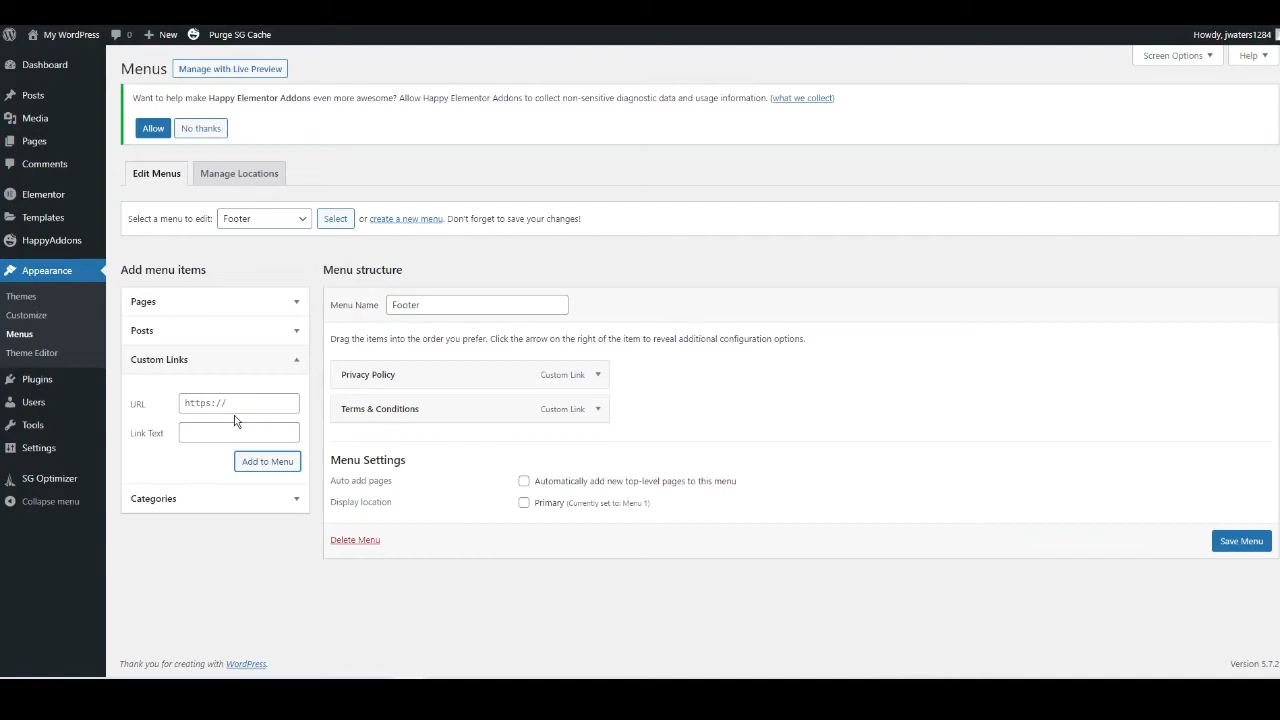 My WordPress 0 New Purge SG Cache Howdy, jwaters1284
Screen Options Help
Dashboard
Posts
Media
Pages
Comments
Elementor
Templates
HappyAddons
Appearance
Themes
Customize
Menus
Theme Editor
Plugins
Users
Tools
Settings
SG Optimizer
Collapse menu
Menus Manage with Live Preview
Want to help make Happy Elementor Addons even more awesome? Allow Happy Elementor Addons to collect non-sensitive diagnostic data and usage information. (what we collect)
Allow No thanks
Edit Menus Manage Locations
Select a menu to edit: Footer Select or create a new menu. Don't forget to save your changes!
Add menu items
Pages
Posts
Custom Links
URL https://
Link Text
Add to Menu
Categories
Menu structure
Menu Name Footer
Drag the items into the order you prefer. Click the arrow on the right of the item to reveal additional configuration options.
Privacy Policy Custom Link
Terms & Conditions Custom Link
Menu Settings
Auto add pages Automatically add new top-level pages to this menu
Display location Primary (Currently set to: Menu 1)
Delete Menu Save Menu
Thank you for creating with WordPress. Version 5.7.2